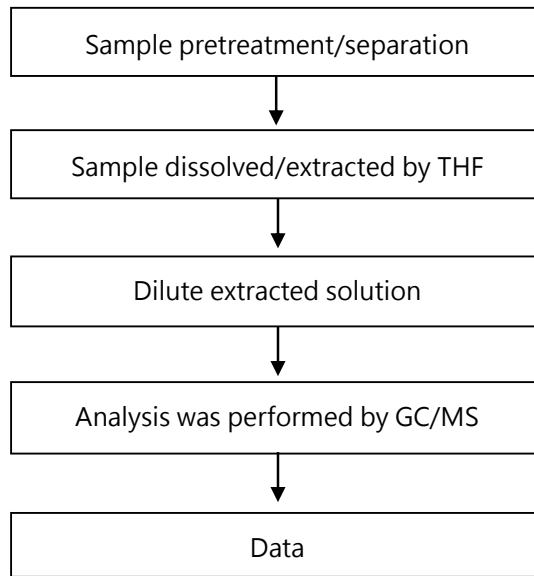 Sample pretreatment/separation
Sample dissolved/extracted by THF
Dilute extracted solution
Analysis was performed by GC/MS
Data